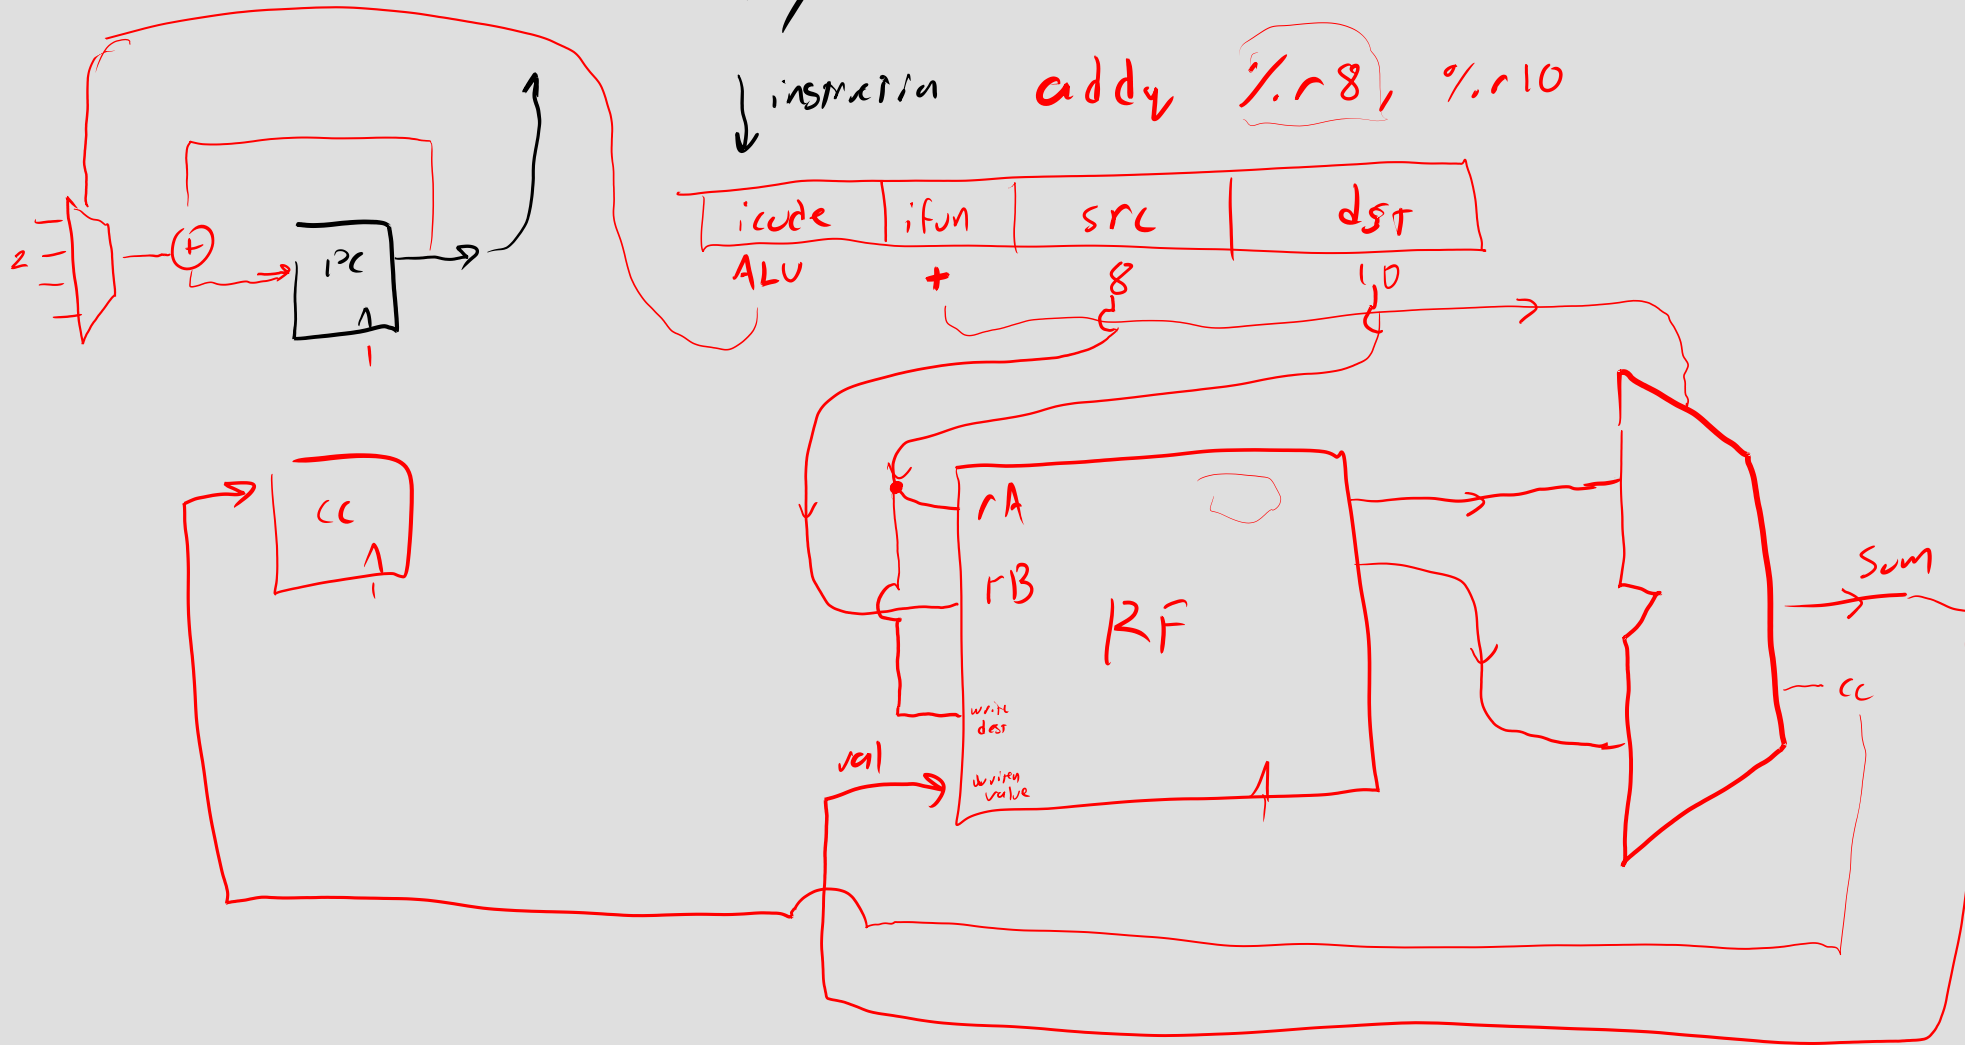 instruction addq %r8, %r10
icode ifun src dst
ALU + 8 10
2 + PC
CC
rA
rB
RF
write
dest
val
written
value
Sum
CC